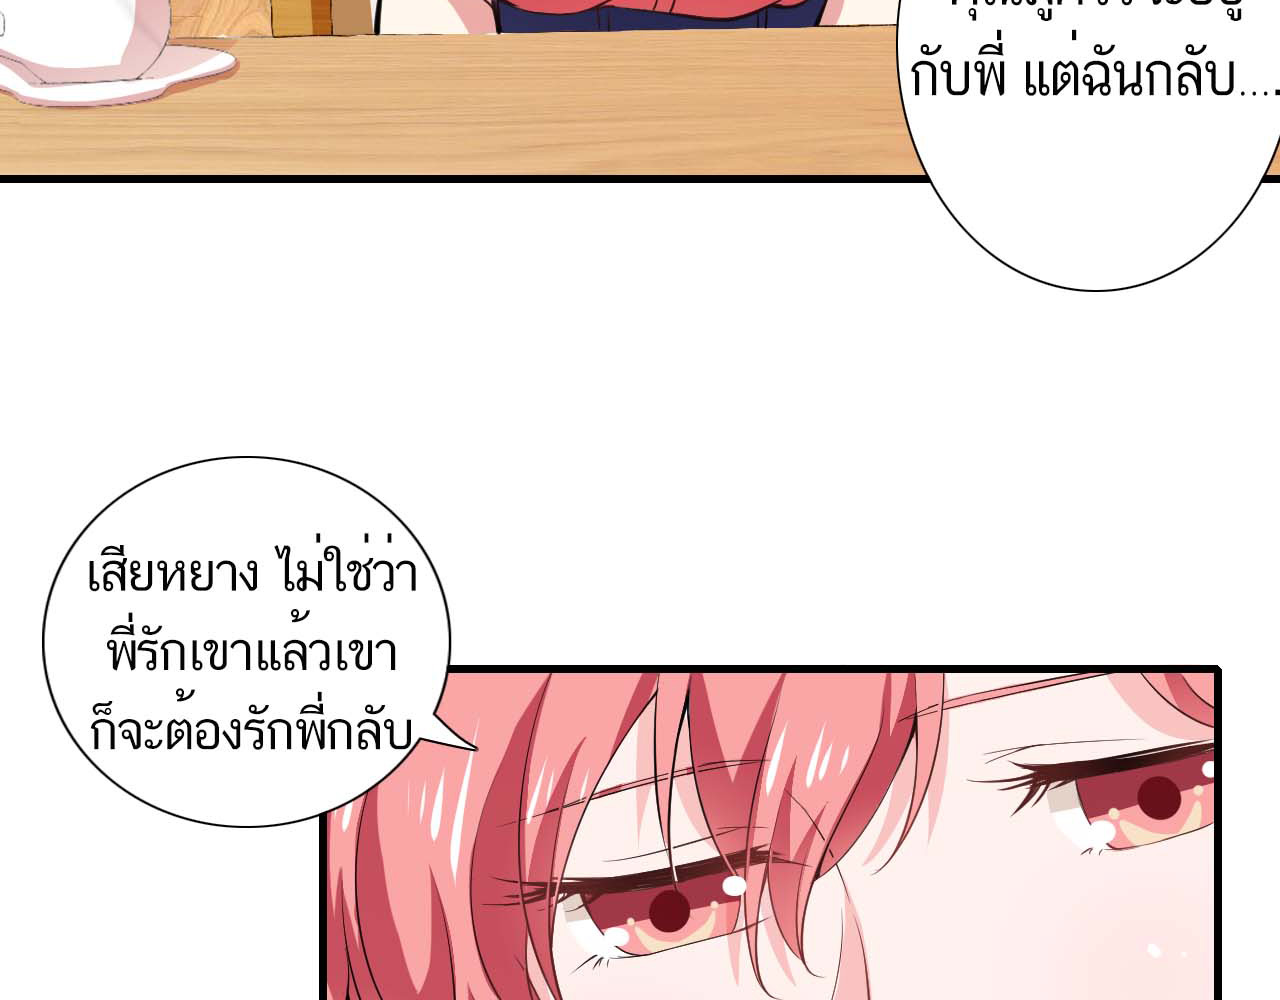 กับพี่ แต่ฉันกลับ....
เสียหยาง ไม่ใช่ว่า
พี่รักเขาแล้วเขา
ก็จะต้องรักพี่กลับ